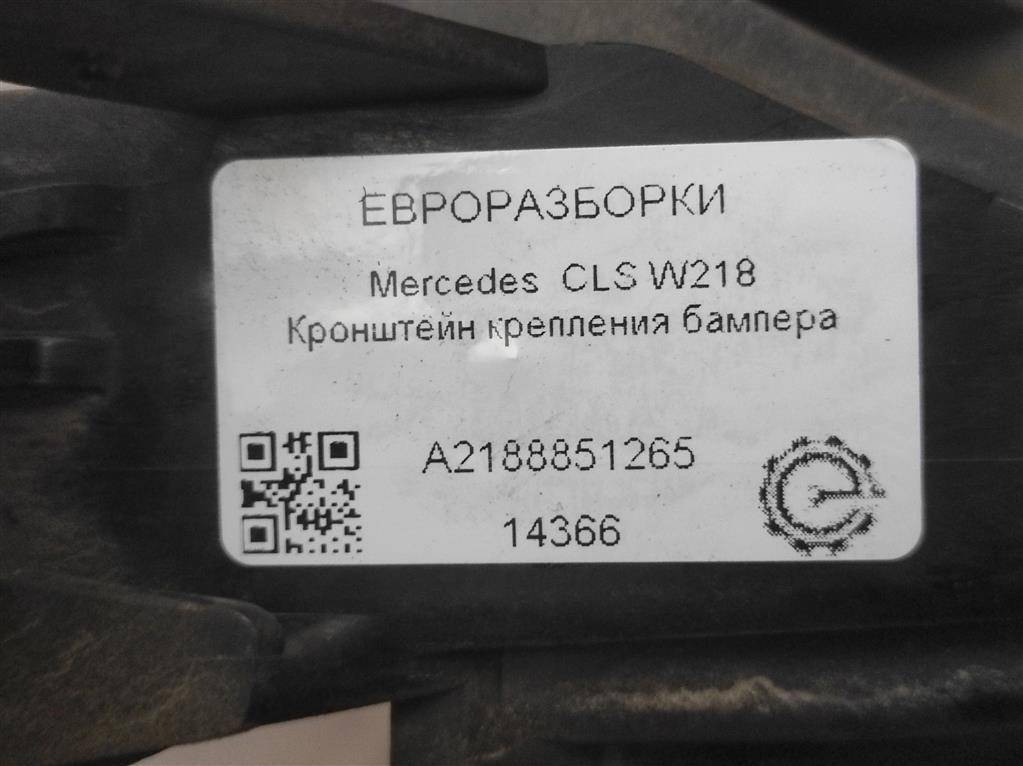 ЕВРОРАЗБОРКИ
Mercedes CLS W218
Кронштейн крепления бампера
A2188851265
14366